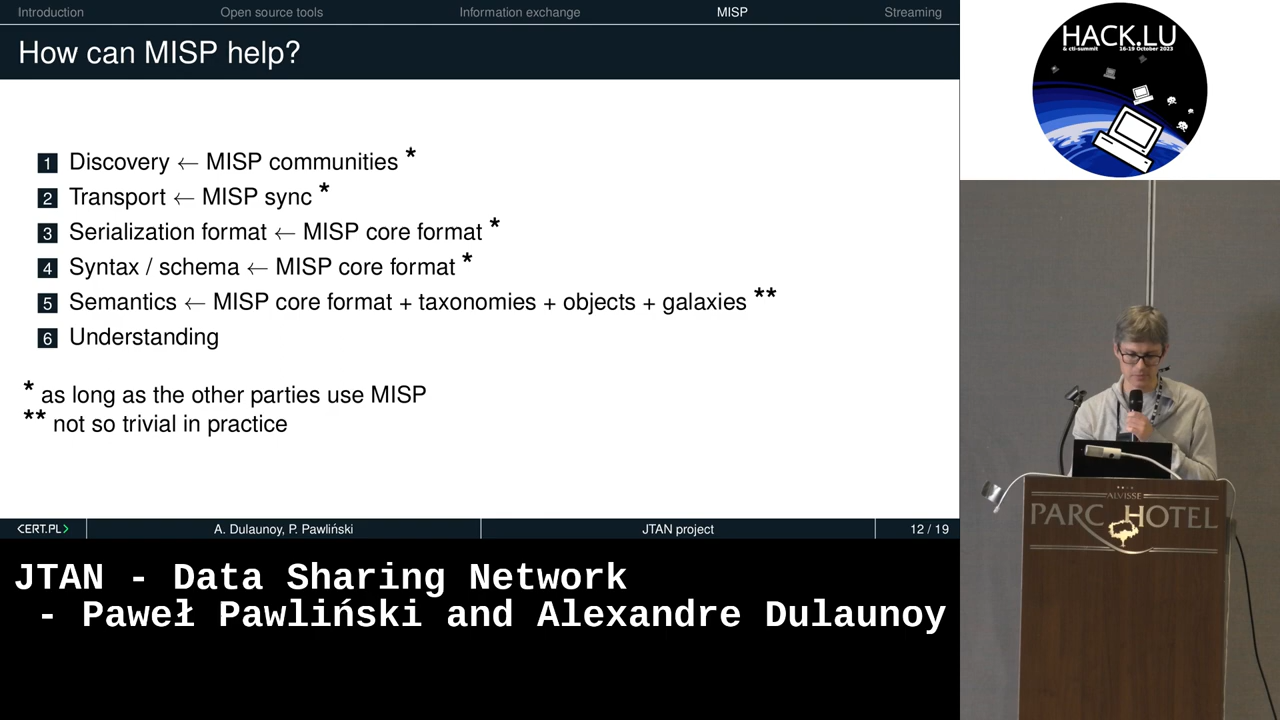 Introduction Open source tools Information exchange MISP Streaming
How can MISP help?
1 Discovery ← MISP communities *
2 Transport ← MISP sync *
3 Serialization format ← MISP core format *
4 Syntax / schema ← MISP core format *
5 Semantics ← MISP core format + taxonomies + objects + galaxies **
6 Understanding
* as long as the other parties use MISP
** not so trivial in practice
<CERT.PL> A. Dulaunoy, P. Pawliński JTAN project 12 / 19
JTAN - Data Sharing Network
- Paweł Pawliński and Alexandre Dulaunoy
HACK.LU
& cti-summit 16-19 October 2023
ALVISSE
PARC HOTEL